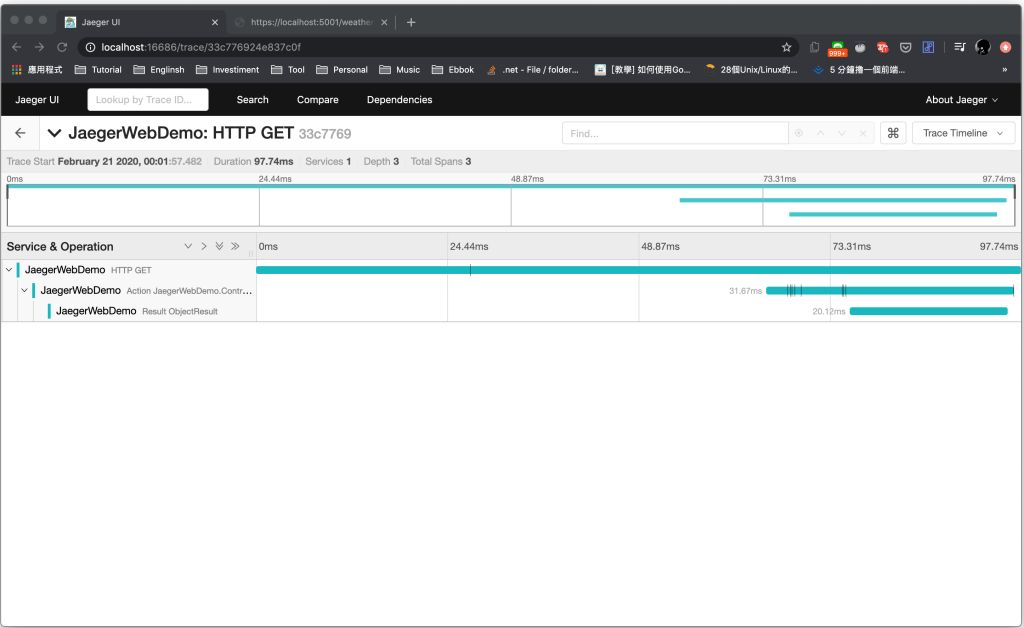 Jaeger UI
https://localhost:5001/weather
localhost:16686/trace/33c776924e837c0f
999+
應用程式 Tutorial Englinsh Investiment Tool Personal Music Ebbok .net - File / folder... [教學] 如何使用Go... 28個Unix/Linux的... 5 分鐘擼一個前端... »
Jaeger UI Lookup by Trace ID... Search Compare Dependencies About Jaeger
JaegerWebDemo: HTTP GET 33c7769 Find... ⌘ Trace Timeline
Trace Start February 21 2020, 00:01:57.482 Duration 97.74ms Services 1 Depth 3 Total Spans 3
0ms 24.44ms 48.87ms 73.31ms 97.74ms
Service & Operation 0ms 24.44ms 48.87ms 73.31ms 97.74ms
JaegerWebDemo HTTP GET
JaegerWebDemo Action JaegerWebDemo.Contr... 31.67ms
JaegerWebDemo Result ObjectResult 20.12ms